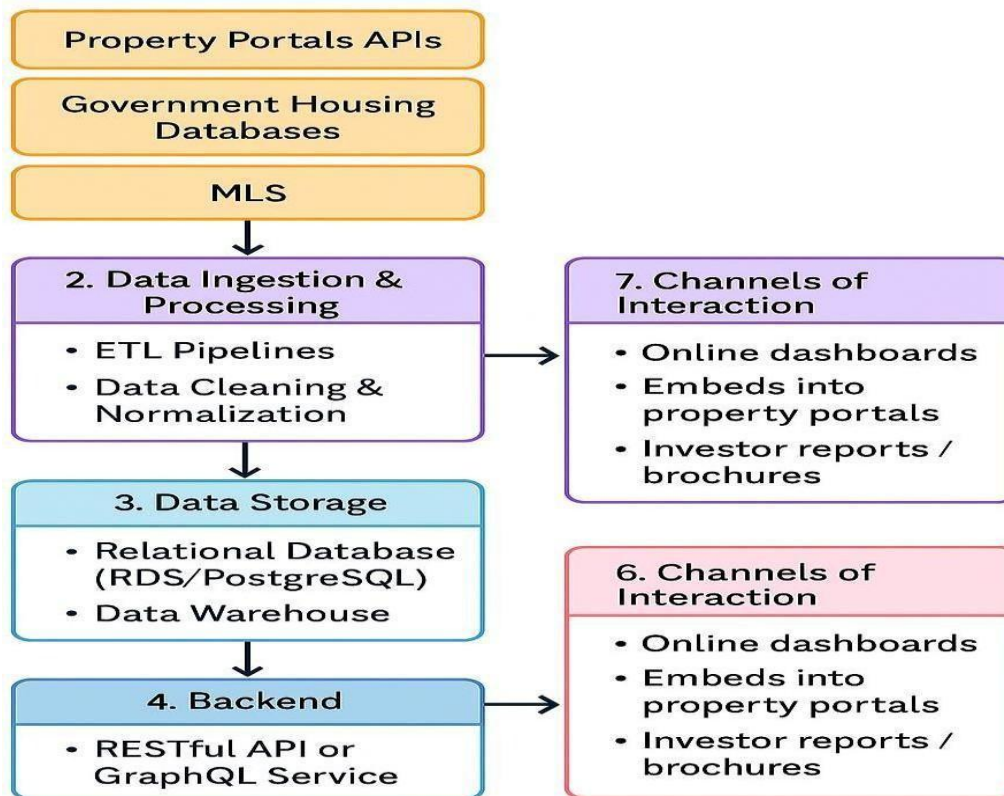 Property Portals APIs
Government Housing
Databases
MLS
2. Data Ingestion &
Processing
• ETL Pipelines
• Data Cleaning &
Normalization
3. Data Storage
• Relational Database
(RDS/PostgreSQL)
• Data Warehouse
4. Backend
• RESTful API or
GraphQL Service
7. Channels of
Interaction
• Online dashboards
• Embeds into
property portals
• Investor reports /
brochures
6. Channels of
Interaction
• Online dashboards
• Embeds into
property portals
• Investor reports /
brochures